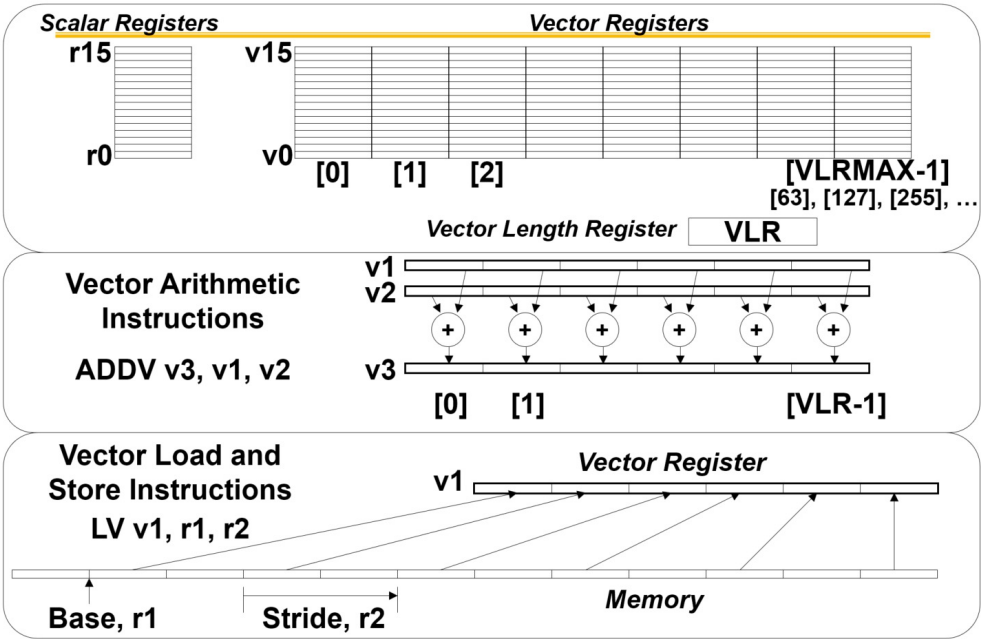 Scalar Registers
Vector Registers
r15
v15
r0
v0
[0] [1] [2] [VLRMAX-1]
[63], [127], [255], …
Vector Length Register VLR
Vector Arithmetic
Instructions
ADDV v3, v1, v2
v1
v2
+ + + + + +
v3
[0] [1] [VLR-1]
Vector Load and
Store Instructions
LV v1, r1, r2
Vector Register
v1
Base, r1
Stride, r2
Memory